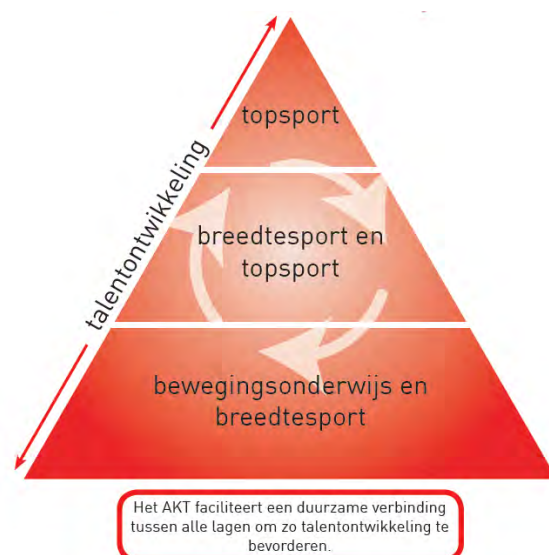 topsport
talentontwikkeling
breedtesport en
topsport
bewegingsonderwijs en
breedtesport
Het AKT faciliteert een duurzame verbinding
tussen alle lagen om zo talentontwikkeling te
bevorderen.